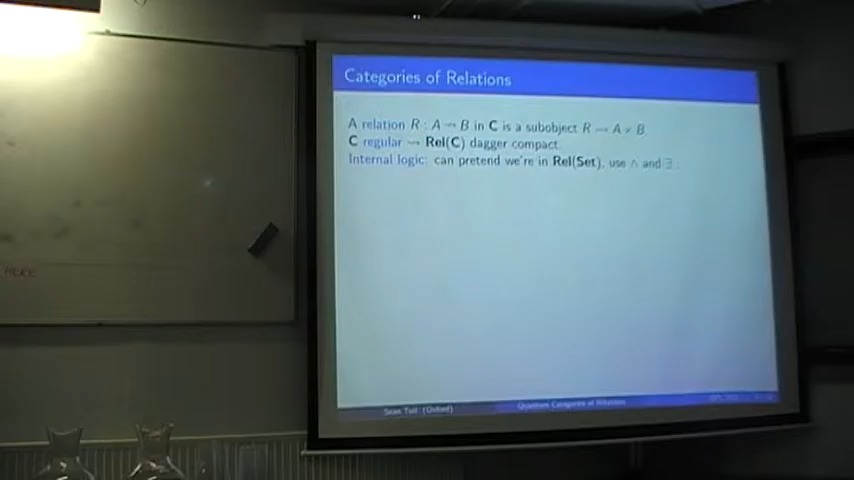 Categories of Relations
A relation R : A → B in C is a subobject R → A × B.
C regular ⇝ Rel(C) dagger compact.
Internal logic: can pretend we're in Rel(Set), use ∧ and ∃ :
HERE
Sean Tull (Oxford)
Quantum Categories of Relations